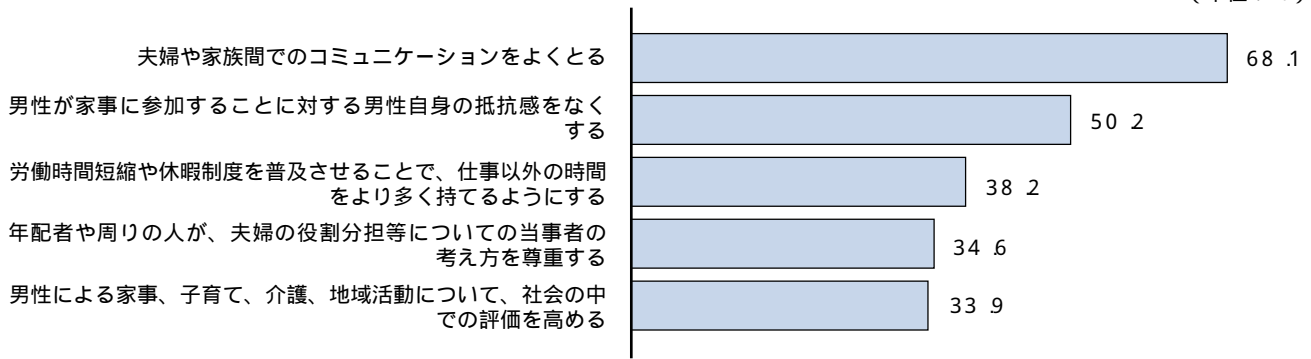 夫婦や家族間でのコミュニケーションをよくとる
68.1
男性が家事に参加することに対する男性自身の抵抗感をなく
する
50.2
労働時間短縮や休暇制度を普及させることで、仕事以外の時間
をより多く持てるようにする
38.2
年配者や周りの人が、夫婦の役割分担等についての当事者の
考え方を尊重する
34.6
男性による家事、子育て、介護、地域活動について、社会の中
での評価を高める
33.9